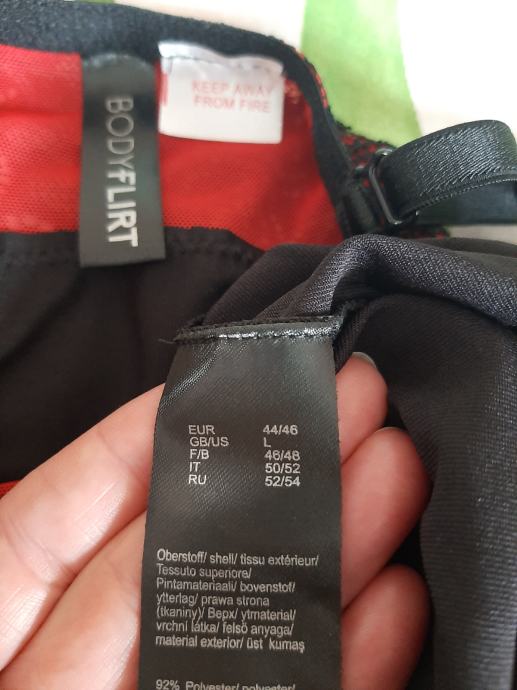 KEEP AWAY
FROM FIRE
BODYFLIRT
EUR 44/46
GB/US L
F/B 46/48
IT 50/52
RU 52/54
Oberstoff/ shell/ tissu extérieur/
Tessuto superiore/
Pintamateriaali/ bovenstof/
ytterlag/ prawa strona
(tkaniny)/ Верх/ ytmaterial/
vrchní látka/ felső anyaga/
material exterior/ üst kumaş
92% Polyester/ polyester/